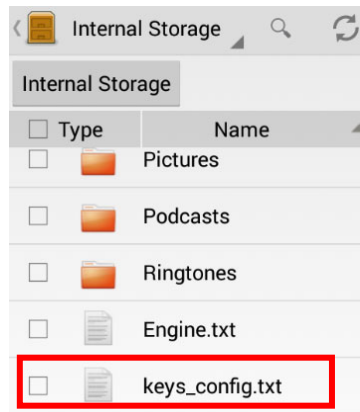 Internal Storage
Internal Storage
Type Name
Pictures
Podcasts
Ringtones
Engine.txt
keys_config.txt